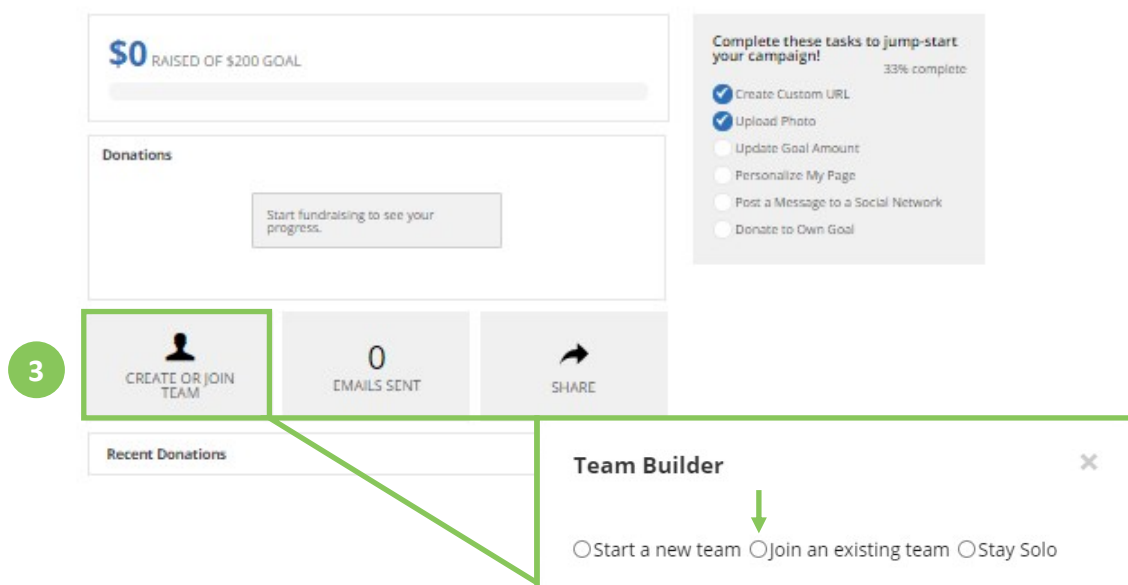 $0 RAISED OF $200 GOAL
Complete these tasks to jump-start
your campaign!
33% complete
Create Custom URL
Upload Photo
Update Goal Amount
Personalize My Page
Post a Message to a Social Network
Donate to Own Goal
Donations
Start fundraising to see your
progress.
3
CREATE OR JOIN
TEAM
0
EMAILS SENT
SHARE
Recent Donations
Team Builder
Start a new team Join an existing team Stay Solo